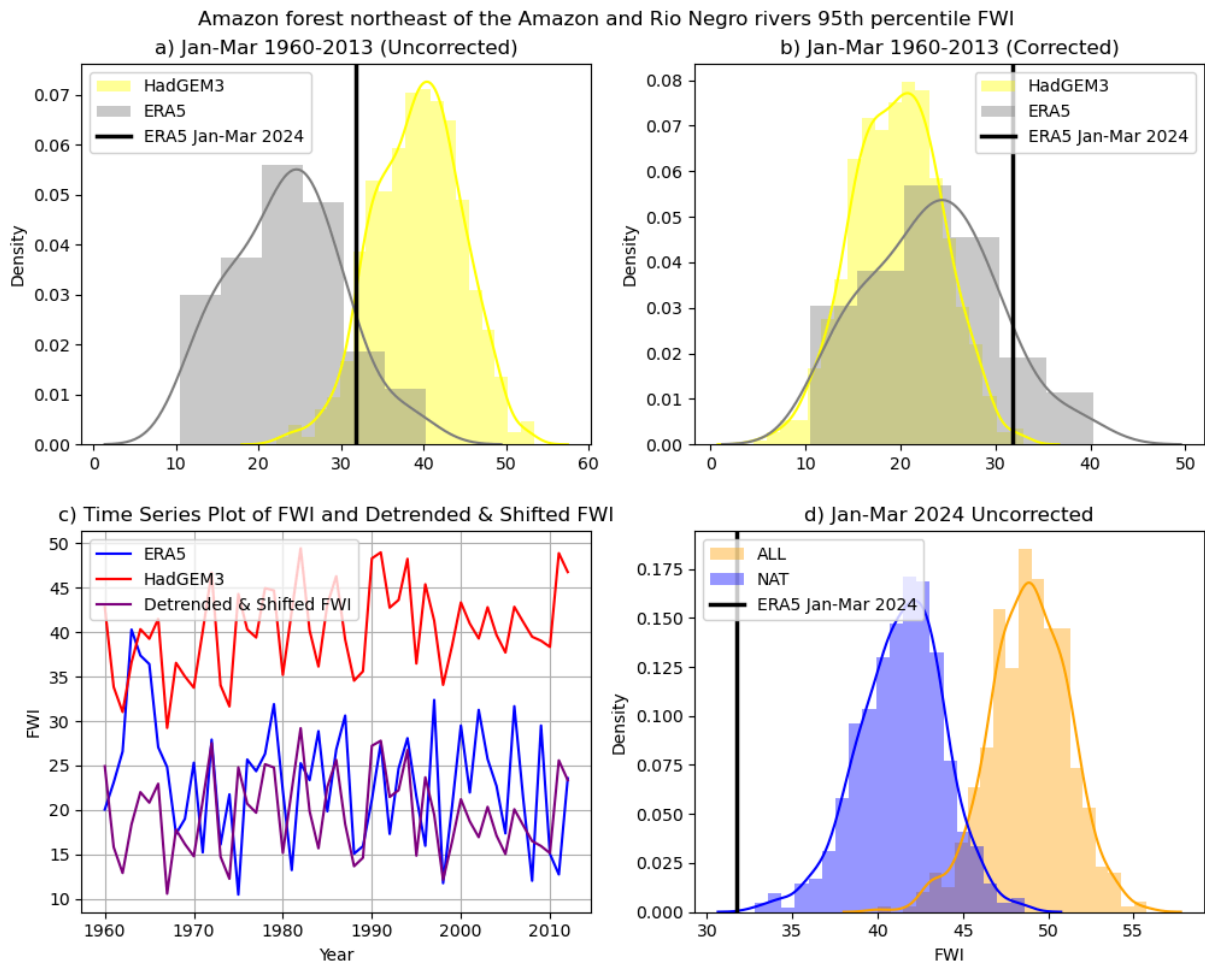 Amazon forest northeast of the Amazon and Rio Negro rivers 95th percentile FWI
a) Jan-Mar 1960-2013 (Uncorrected)
HadGEM3
ERA5
ERA5 Jan-Mar 2024
Density
0.07
0.06
0.05
0.04
0.03
0.02
0.01
0.00
0 10 20 30 40 50 60
b) Jan-Mar 1960-2013 (Corrected)
HadGEM3
ERA5
ERA5 Jan-Mar 2024
Density
0.08
0.07
0.06
0.05
0.04
0.03
0.02
0.01
0.00
0 10 20 30 40 50
c) Time Series Plot of FWI and Detrended & Shifted FWI
ERA5
HadGEM3
Detrended & Shifted FWI
FWI
50
45
40
35
30
25
20
15
10
1960 1970 1980 1990 2000 2010
Year
d) Jan-Mar 2024 Uncorrected
ALL
NAT
ERA5 Jan-Mar 2024
Density
0.175
0.150
0.125
0.100
0.075
0.050
0.025
0.000
30 35 40 45 50 55
FWI